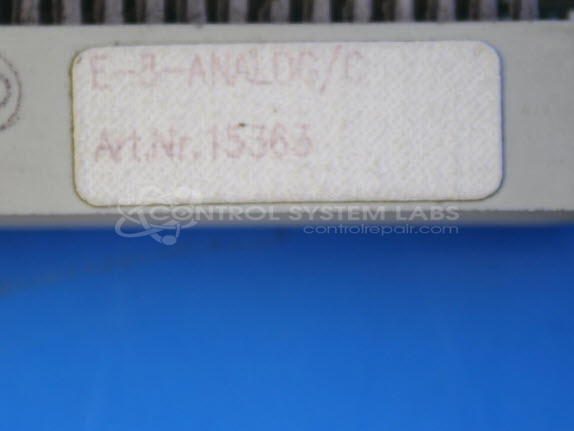 E-B-ANALOG/C
Art.Nr.15363
CONTROL SYSTEM LABS
controlrepair.com